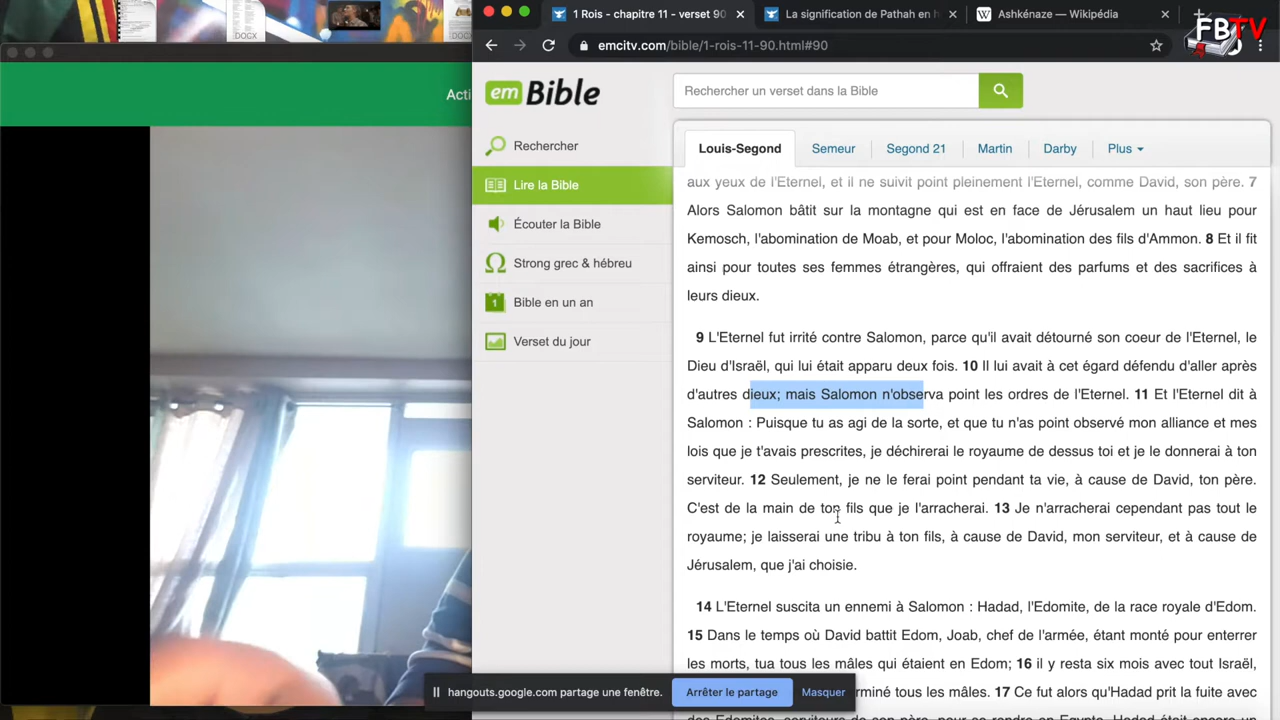 DOCX
1 Rois - chapitre 11 verset 90
FBTV
emcitv.com/bible/1-rois-11-90.html#90
Acti
em Bible
Rechercher un verset dans la Bible
Rechercher
Lire la Bible
Écouter la Bible
Strong grec & hébreu
Bible en un an
1
Verset du jour
Louis-Segond
Semeur
Segond 21
Martin
Darby
Plus
aux yeux de l'Eternel, et il ne suivit point pleinement l'Eternel, comme David, son père. 7
Alors Salomon bâtit sur la montagne qui est en face de Jérusalem un haut lieu pour
Kemosch, l'abomination de Moab, et pour Moloc, l'abomination des fils d'Ammon. 8 Et il fit
ainsi pour toutes ses femmes étrangères, qui offraient des parfums et des sacrifices à
leurs dieux.
9 L'Eternel fut irrité contre Salomon, parce qu'il avait détourné son coeur de l'Eternel, le
Dieu d'Israël, qui lui était apparu deux fois. 10 Il lui avait à cet égard défendu d'aller après
d'autres dieux; mais Salomon n'observa point les ordres de l'Eternel. 11 Et l'Eternel dit à
Salomon : Puisque tu as agi de la sorte, et que tu n'as point observé mon alliance et mes
lois que je t'avais prescrites, je déchirerai le royaume de dessus toi et je le donnerai à ton
serviteur. 12 Seulement, je ne le ferai point pendant ta vie, à cause de David, ton père.
C'est de la main de ton fils que je l'arracherai. 13 Je n'arracherai cependant pas tout le
royaume; je laisserai une tribu à ton fils, à cause de David, mon serviteur, et à cause de
Jérusalem, que j'ai choisie.
14 L'Eternel suscita un ennemi à Salomon : Hadad, l'Edomite, de la race royale d'Edom.
15 Dans le temps où David battit Edom, Joab, chef de l'armée, étant monté pour enterrer
les morts, tua tous les mâles qui étaient en Edom; 16 il y resta six mois avec tout Israël,
tous les mâles. 17 Ce fut alors qu'Hadad prit la fuite avec
des Edomites, serviteurs de son père, pour se rendre en Egypte. Hadad était encore un
hangouts.google.com partage une fenêtre.
Arrêter le partage
Masquer